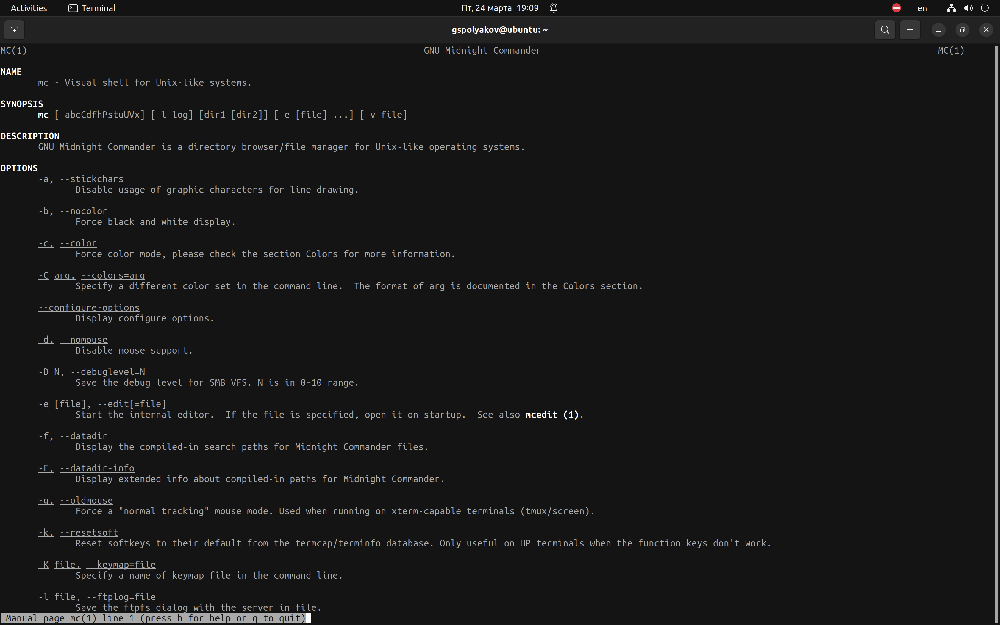 Activities Terminal Пт, 24 марта 19:09 en
gspolyakov@ubuntu: ~
MC(1) GNU Midnight Commander MC(1)
NAME
mc - Visual shell for Unix-like systems.
SYNOPSIS
mc [-abcCdfhPstuUVx] [-l log] [dir1 [dir2]] [-e [file] ...] [-v file]
DESCRIPTION
GNU Midnight Commander is a directory browser/file manager for Unix-like operating systems.
OPTIONS
-a, --stickchars
Disable usage of graphic characters for line drawing.
-b, --nocolor
Force black and white display.
-c, --color
Force color mode, please check the section Colors for more information.
-C arg, --colors=arg
Specify a different color set in the command line.  The format of arg is documented in the Colors section.
--configure-options
Display configure options.
-d, --nomouse
Disable mouse support.
-D N, --debuglevel=N
Save the debug level for SMB VFS. N is in 0-10 range.
-e [file], --edit[=file]
Start the internal editor.  If the file is specified, open it on startup.  See also mcedit (1).
-f, --datadir
Display the compiled-in search paths for Midnight Commander files.
-F, --datadir-info
Display extended info about compiled-in paths for Midnight Commander.
-g, --oldmouse
Force a "normal tracking" mouse mode. Used when running on xterm-capable terminals (tmux/screen).
-k, --resetsoft
Reset softkeys to their default from the termcap/terminfo database. Only useful on HP terminals when the function keys don't work.
-K file, --keymap=file
Specify a name of keymap file in the command line.
-l file, --ftplog=file
Save the ftpfs dialog with the server in file.
Manual page mc(1) line 1 (press h for help or q to quit)